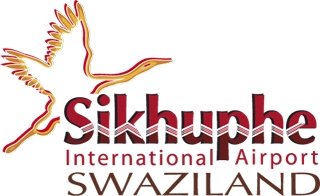 Sikhuphe
International Airport
SWAZILAND